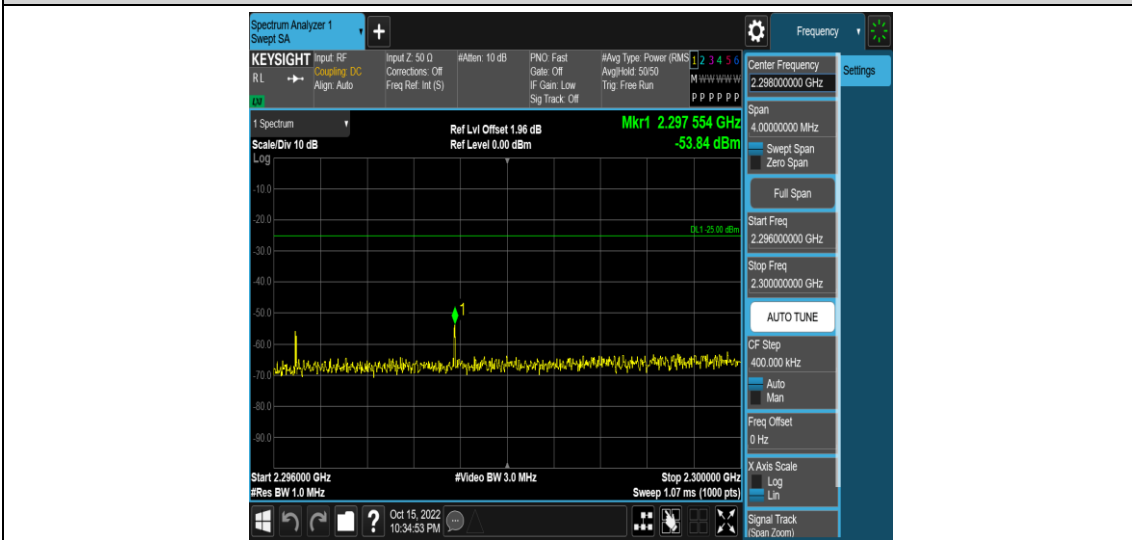 Spectrum Analyzer 1
Swept SA
+
Frequency
KEYSIGHT
RL
LXI
Input: RF
Coupling: DC
Align: Auto
Input Z: 50 Ω
Corrections: Off
Freq Ref: Int (S)
#Atten: 10 dB
PNO: Fast
Gate: Off
IF Gain: Low
Sig Track: Off
#Avg Type: Power (RMS
Avg|Hold: 50/50
Trig: Free Run
1 2 3 4 5 6
M W W W W W
P P P P P P
1 Spectrum
Scale/Div 10 dB
Log
Ref Lvl Offset 1.96 dB
Ref Level 0.00 dBm
Mkr1 2.297 554 GHz
-53.84 dBm
-10.0
-20.0
DL1 -25.00 dBm
-30.0
-40.0
-50.0
1
-60.0
-70.0
-80.0
-90.0
Start 2.296000 GHz
#Video BW 3.0 MHz
Stop 2.300000 GHz
#Res BW 1.0 MHz
Sweep 1.07 ms (1000 pts)
?
Oct 15, 2022
10:34:53 PM
Center Frequency
2.298000000 GHz
Settings
Span
4.00000000 MHz
Swept Span
Zero Span
Full Span
Start Freq
2.296000000 GHz
Stop Freq
2.300000000 GHz
AUTO TUNE
CF Step
400.000 kHz
Auto
Man
Freq Offset
0 Hz
X Axis Scale
Log
Lin
Signal Track
(Span Zoom)